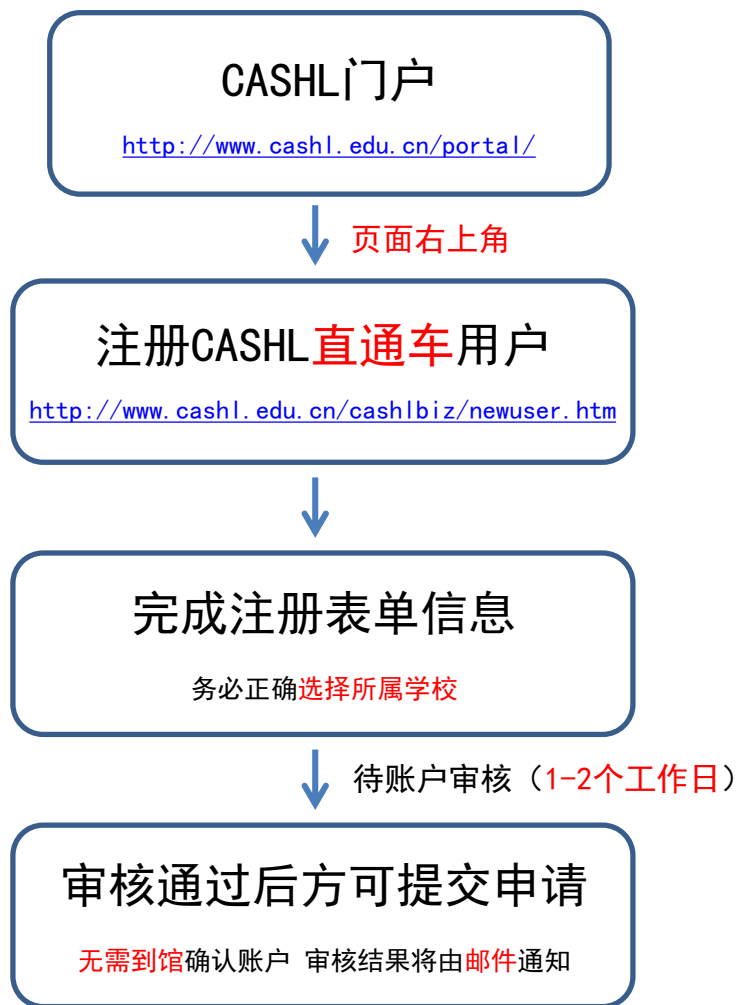 CASHL门户
http://www.cashl.edu.cn/portal/
页面右上角
注册CASHL直通车用户
http://www.cashl.edu.cn/cashlbiz/newuser.htm
完成注册表单信息
务必正确选择所属学校
待账户审核（1-2个工作日）
审核通过后方可提交申请
无需到馆确认账户 审核结果将由邮件通知